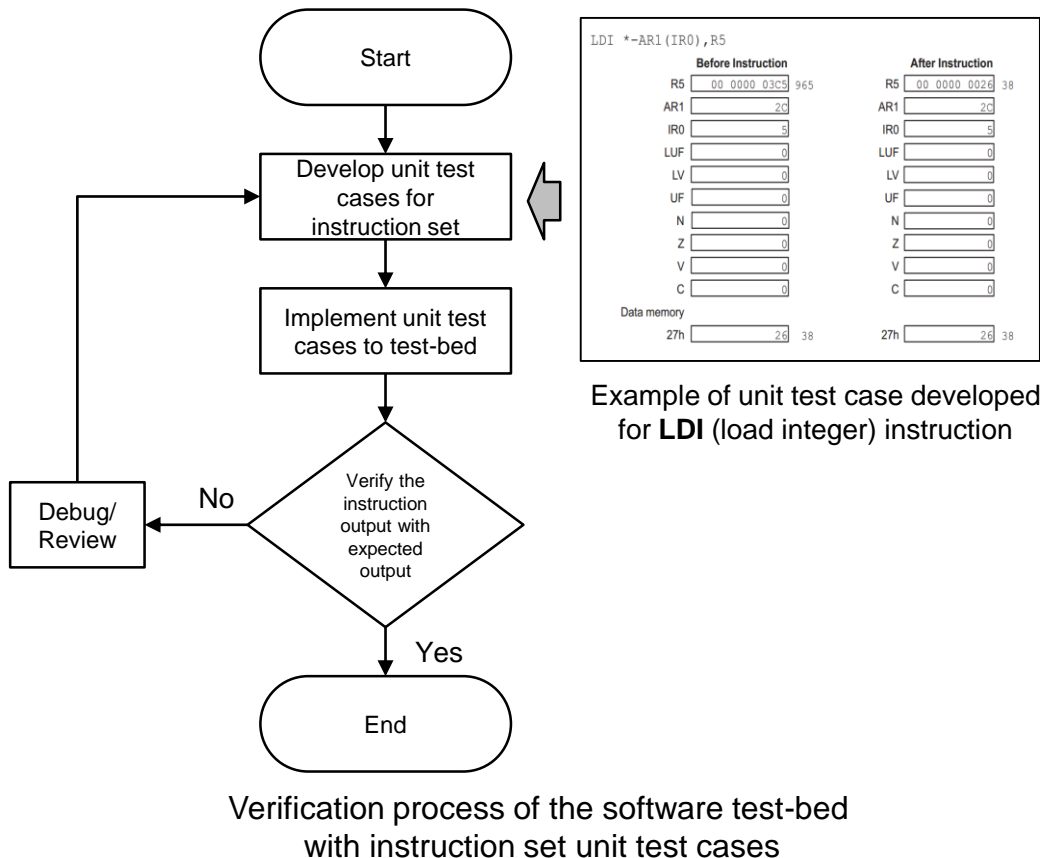 Start
Develop unit test
cases for
instruction set
Implement unit test
cases to test-bed
Verify the
instruction
output with
expected
output
No
Debug/
Review
Yes
End
LDI *-AR1(IR0),R5
Before Instruction After Instruction
R5 00 0000 03C5 965 R5 00 0000 0026 38
AR1 2C AR1 2C
IR0 5 IR0 5
LUF 0 LUF 0
LV 0 LV 0
UF 0 UF 0
N 0 N 0
Z 0 Z 0
V 0 V 0
C 0 C 0
Data memory
27h 26 38 27h 26 38
Example of unit test case developed
for LDI (load integer) instruction
Verification process of the software test-bed
with instruction set unit test cases